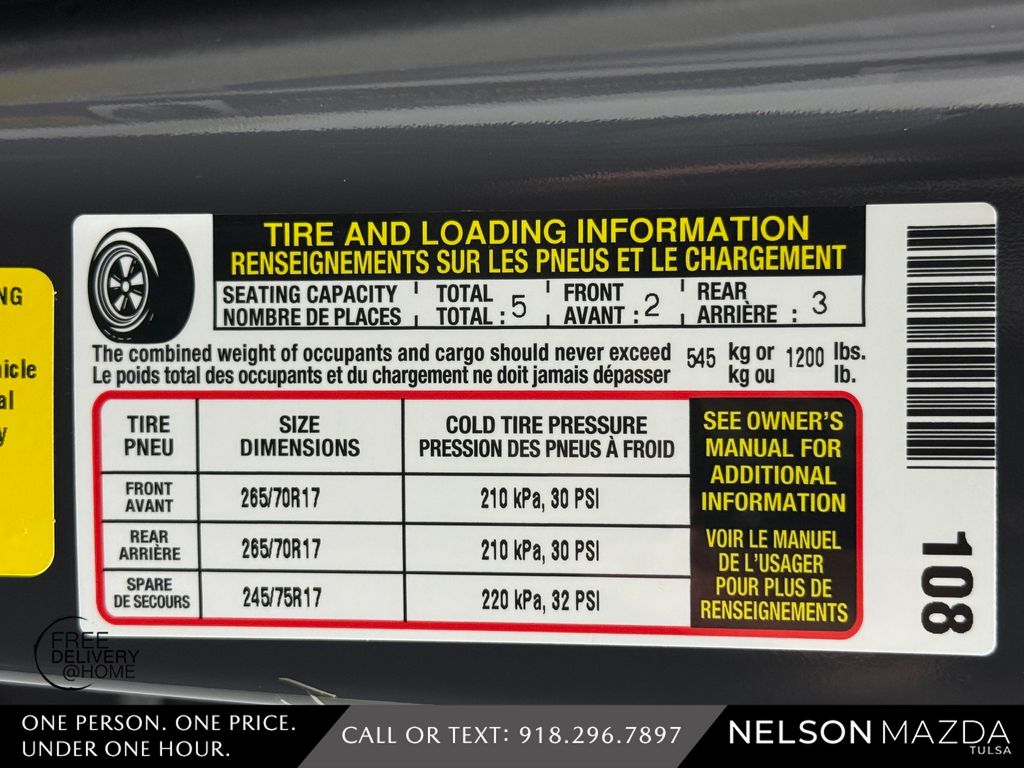 TIRE AND LOADING INFORMATION
RENSEIGNEMENTS SUR LES PNEUS ET LE CHARGEMENT
SEATING CAPACITY TOTAL FRONT REAR
NOMBRE DE PLACES TOTAL : 5 AVANT : 2 ARRIÈRE : 3
The combined weight of occupants and cargo should never exceed 545 kg or 1200 lbs.
Le poids total des occupants et du chargement ne doit jamais dépasser kg ou lb.
TIRE SIZE COLD TIRE PRESSURE
PNEU DIMENSIONS PRESSION DES PNEUS À FROID
FRONT
AVANT 265/70R17 210 kPa, 30 PSI
REAR
ARRIÈRE 265/70R17 210 kPa, 30 PSI
SPARE
DE SECOURS 245/75R17 220 kPa, 32 PSI
SEE OWNER'S
MANUAL FOR
ADDITIONAL
INFORMATION
VOIR LE MANUEL
DE L'USAGER
POUR PLUS DE
RENSEIGNEMENTS
108
NG
hicle
al
y
FREE
DELIVERY
@HOME
ONE PERSON. ONE PRICE.
UNDER ONE HOUR.
CALL OR TEXT: 918.296.7897
NELSON MAZDA
TULSA